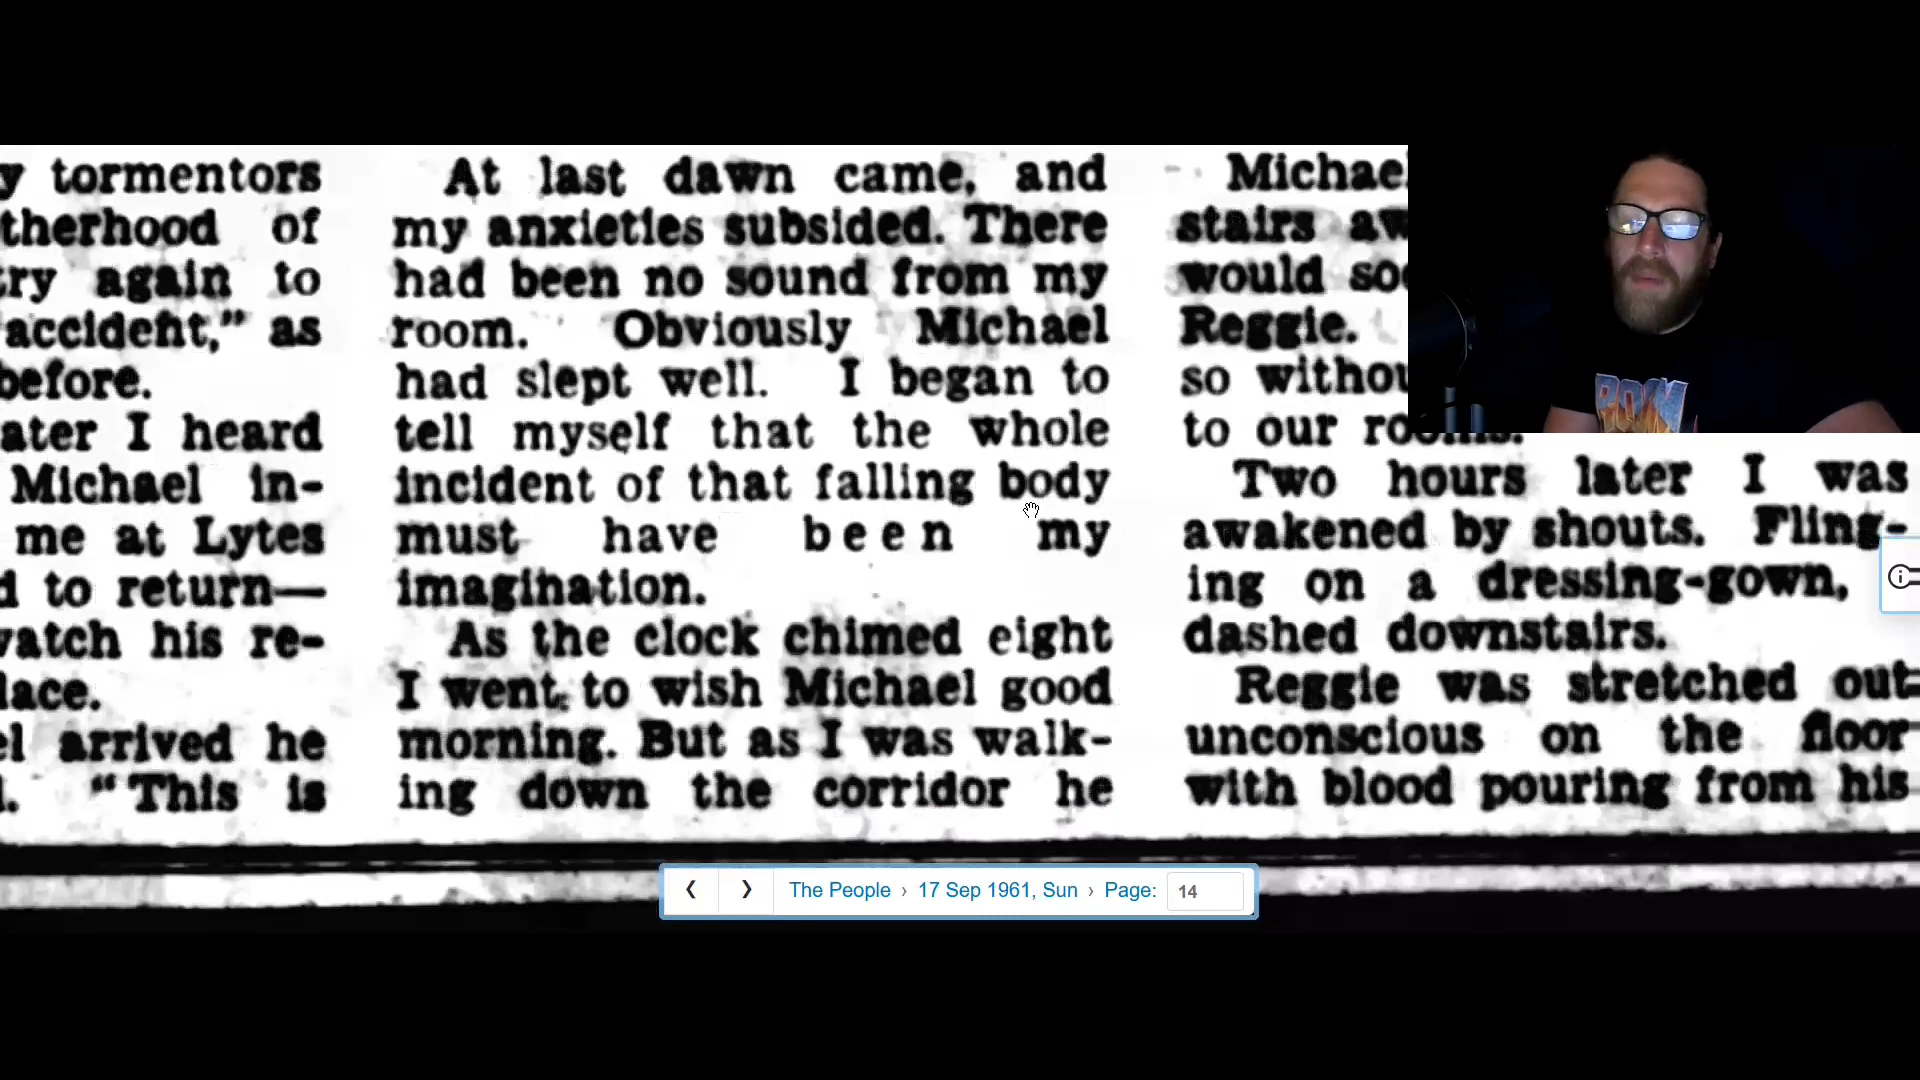 y tormentors
therhood of
ry again to
accident," as
before.
ater I heard
Michael in-
me at Lytes
d to return—
watch his re-
lace.
el arrived he
. "This is
At last dawn came, and
my anxieties subsided. There
had been no sound from my
room. Obviously Michael
had slept well. I began to
tell myself that the whole
incident of that falling body
must have been my
imagination.
As the clock chimed eight
I went to wish Michael good
morning. But as I was walk-
ing down the corridor he
Michael
stairs aw
would soo
Reggie.
so withou
to our rooms.
Two hours later I was
awakened by shouts. Fling-
ing on a dressing-gown,
dashed downstairs.
Reggie was stretched out
unconscious on the floor
with blood pouring from his
The People › 17 Sep 1961, Sun › Page: 14